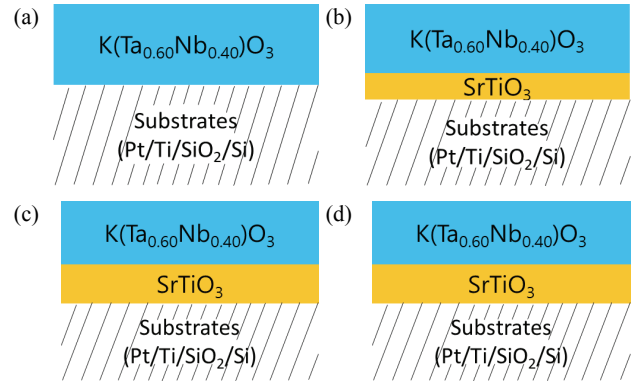 (a)
K(Ta0.60Nb0.40)O3
Substrates
(Pt/Ti/SiO2/Si)
(b)
K(Ta0.60Nb0.40)O3
SrTiO3
Substrates
(Pt/Ti/SiO2/Si)
(c)
K(Ta0.60Nb0.40)O3
SrTiO3
Substrates
(Pt/Ti/SiO2/Si)
(d)
K(Ta0.60Nb0.40)O3
SrTiO3
Substrates
(Pt/Ti/SiO2/Si)